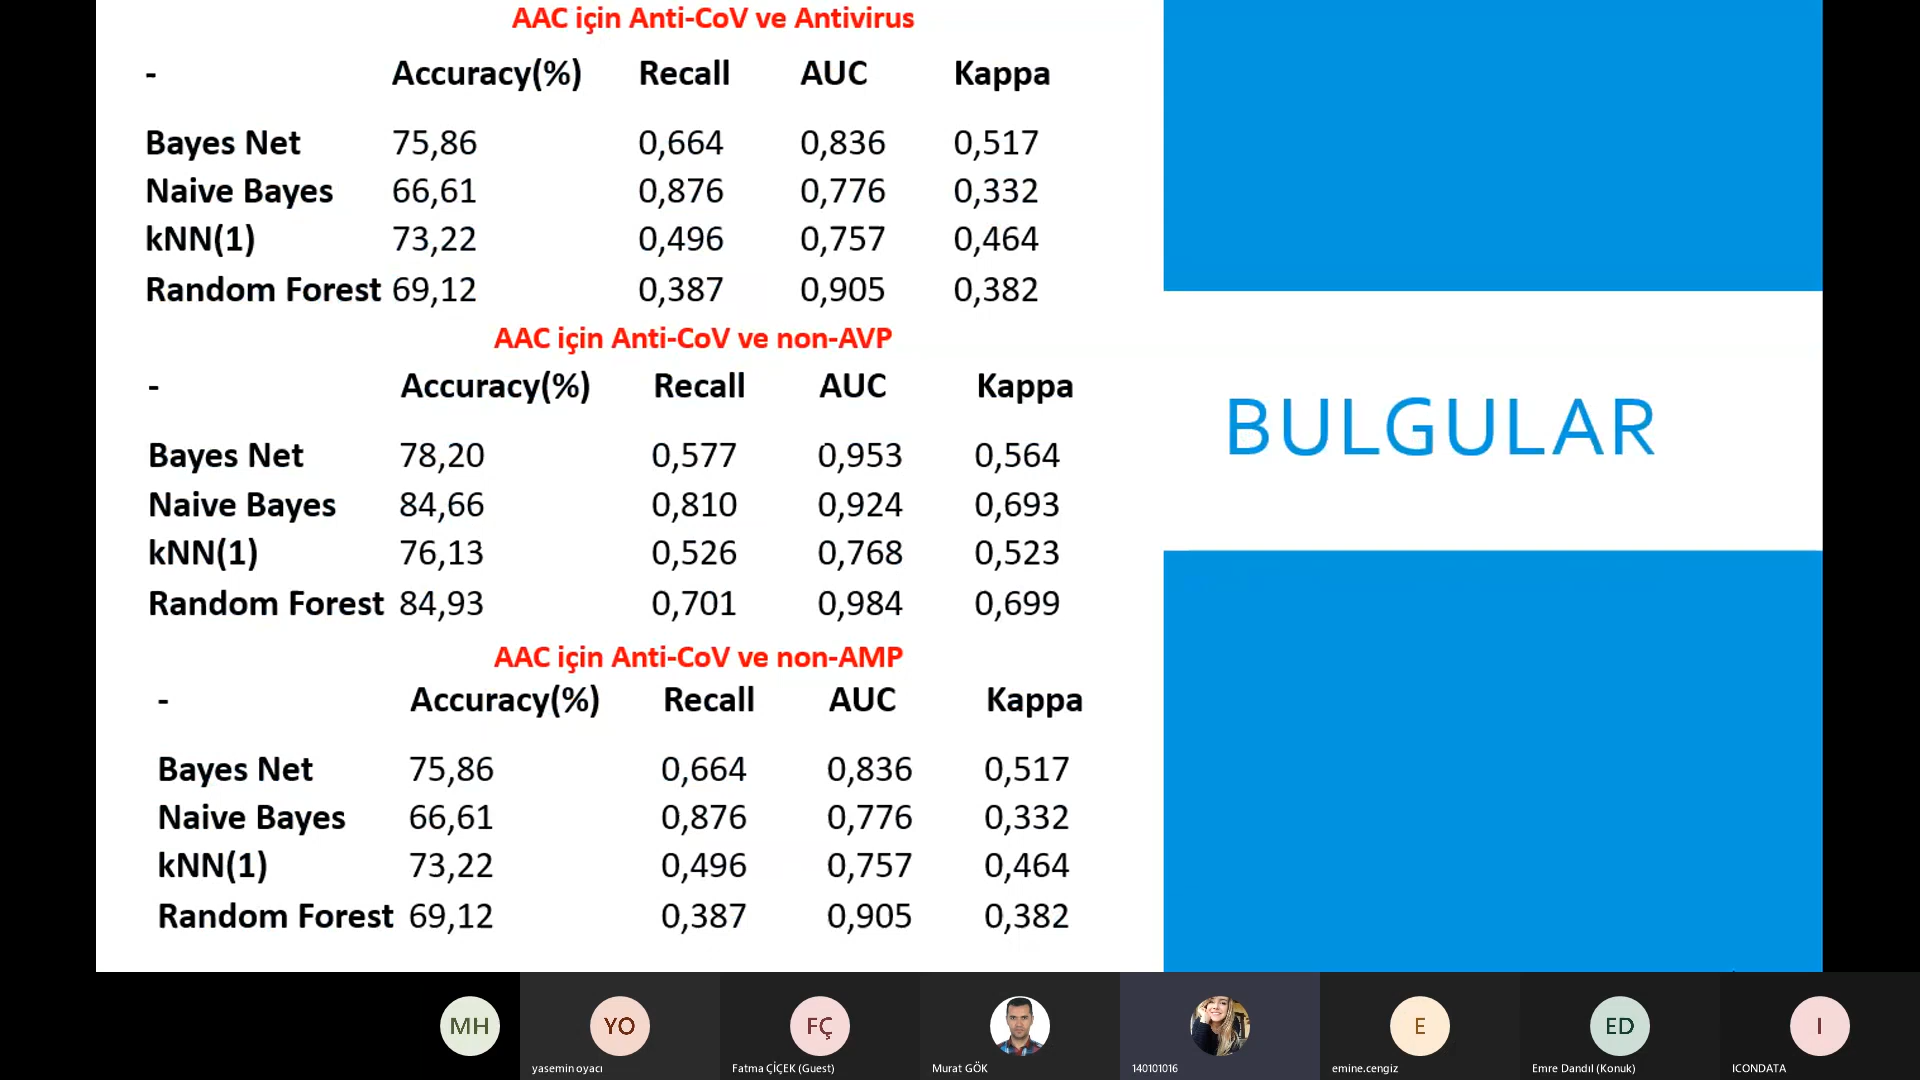 AAC için Anti-CoV ve Antivirus
- Accuracy(%) Recall AUC Kappa
Bayes Net 75,86 0,664 0,836 0,517
Naive Bayes 66,61 0,876 0,776 0,332
kNN(1) 73,22 0,496 0,757 0,464
Random Forest 69,12 0,387 0,905 0,382
AAC için Anti-CoV ve non-AVP
- Accuracy(%) Recall AUC Kappa
Bayes Net 78,20 0,577 0,953 0,564
Naive Bayes 84,66 0,810 0,924 0,693
kNN(1) 76,13 0,526 0,768 0,523
Random Forest 84,93 0,701 0,984 0,699
AAC için Anti-CoV ve non-AMP
- Accuracy(%) Recall AUC Kappa
Bayes Net 75,86 0,664 0,836 0,517
Naive Bayes 66,61 0,876 0,776 0,332
kNN(1) 73,22 0,496 0,757 0,464
Random Forest 69,12 0,387 0,905 0,382
BULGULAR
MH YO FÇ E ED I
yasemin oyacı Fatma ÇİÇEK (Guest) Murat GÖK 140101016 emine.cengiz Emre Dandıl (Konuk) ICONDATA